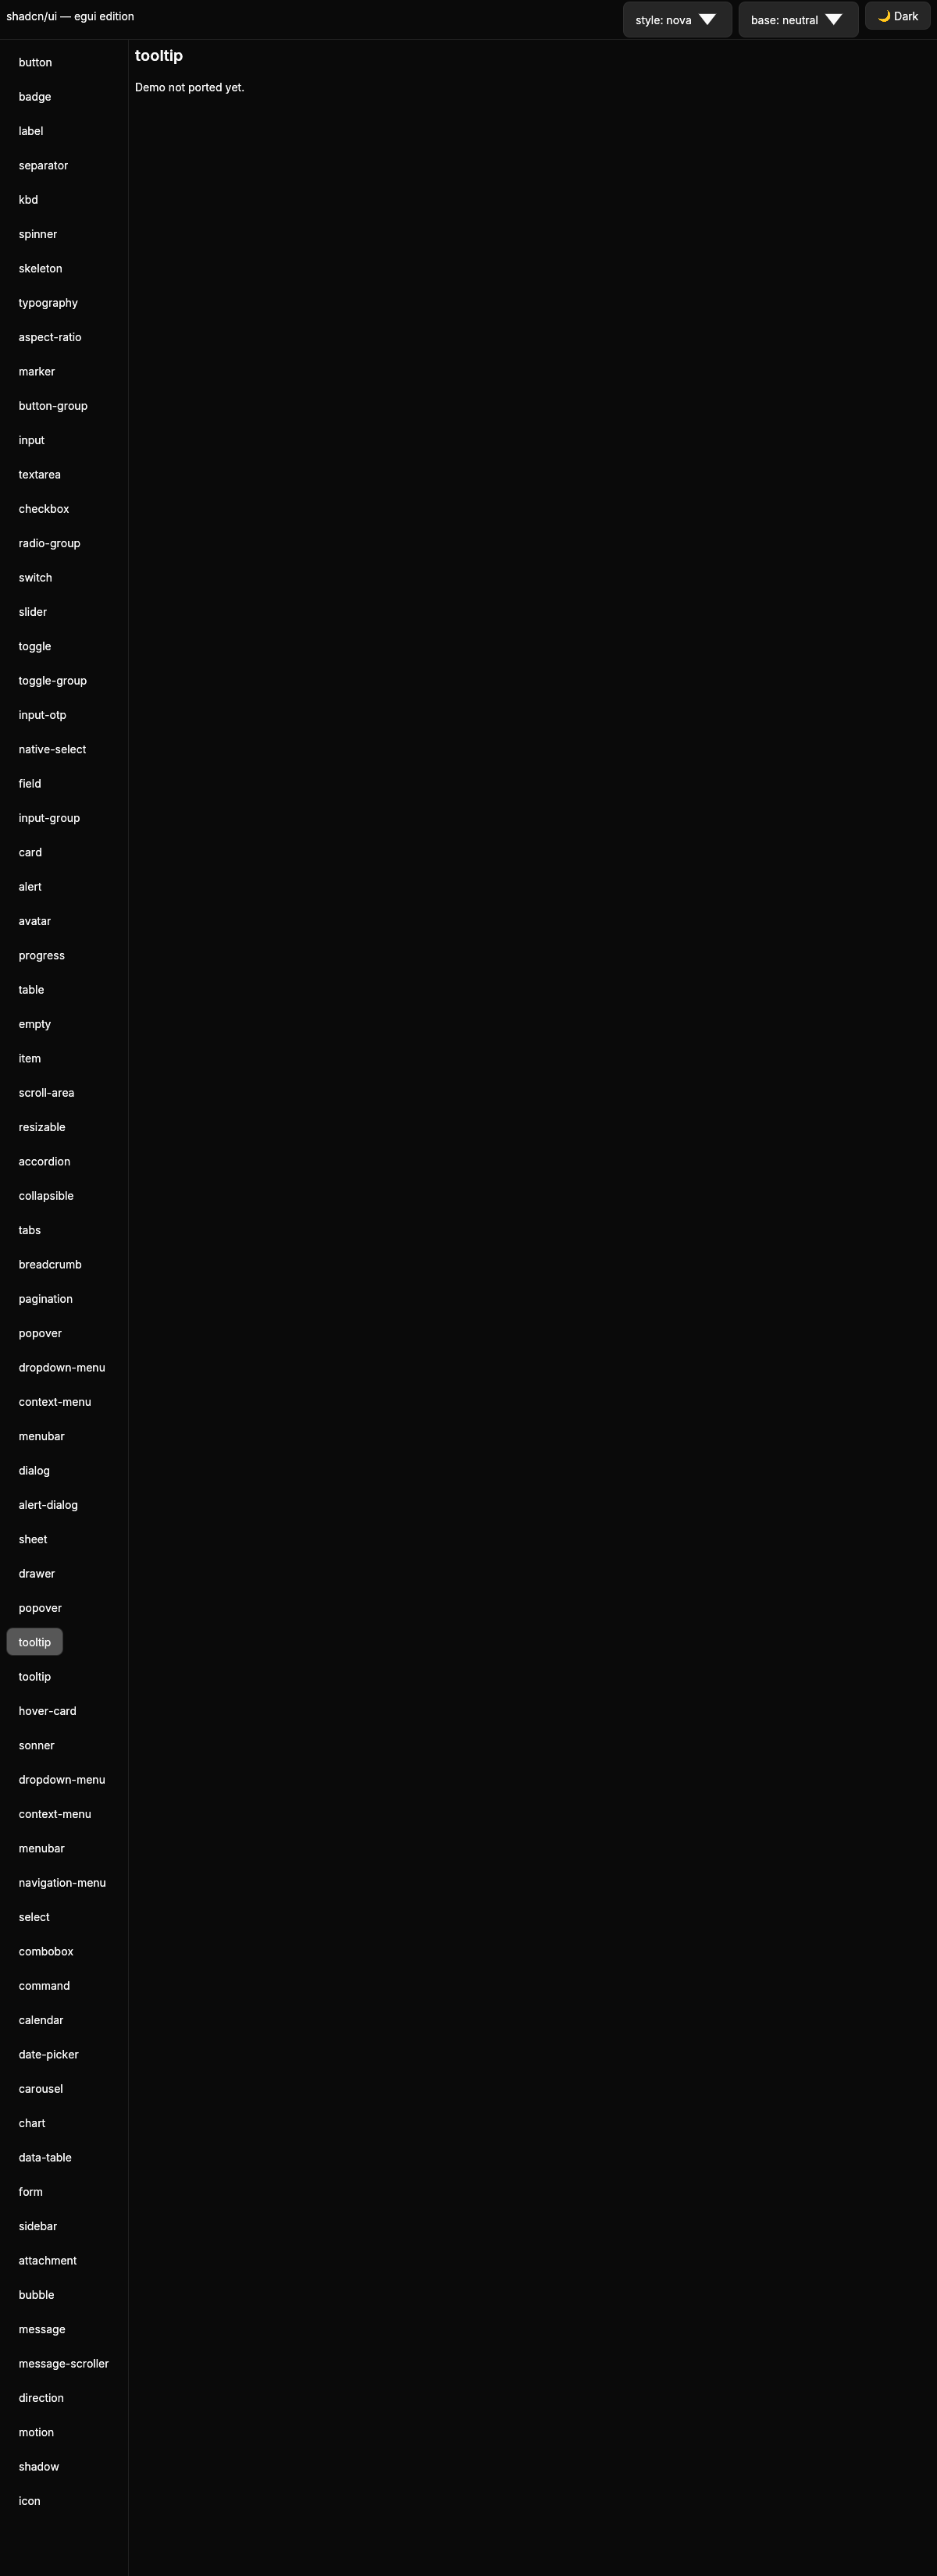 shadcn/ui — egui edition
style: nova
base: neutral
🌙 Dark
button
badge
label
separator
kbd
spinner
skeleton
typography
aspect-ratio
marker
button-group
input
textarea
checkbox
radio-group
switch
slider
toggle
toggle-group
input-otp
native-select
field
input-group
card
alert
avatar
progress
table
empty
item
scroll-area
resizable
accordion
collapsible
tabs
breadcrumb
pagination
popover
dropdown-menu
context-menu
menubar
dialog
alert-dialog
sheet
drawer
popover
tooltip
tooltip
hover-card
sonner
dropdown-menu
context-menu
menubar
navigation-menu
select
combobox
command
calendar
date-picker
carousel
chart
data-table
form
sidebar
attachment
bubble
message
message-scroller
direction
motion
shadow
icon
tooltip
Demo not ported yet.